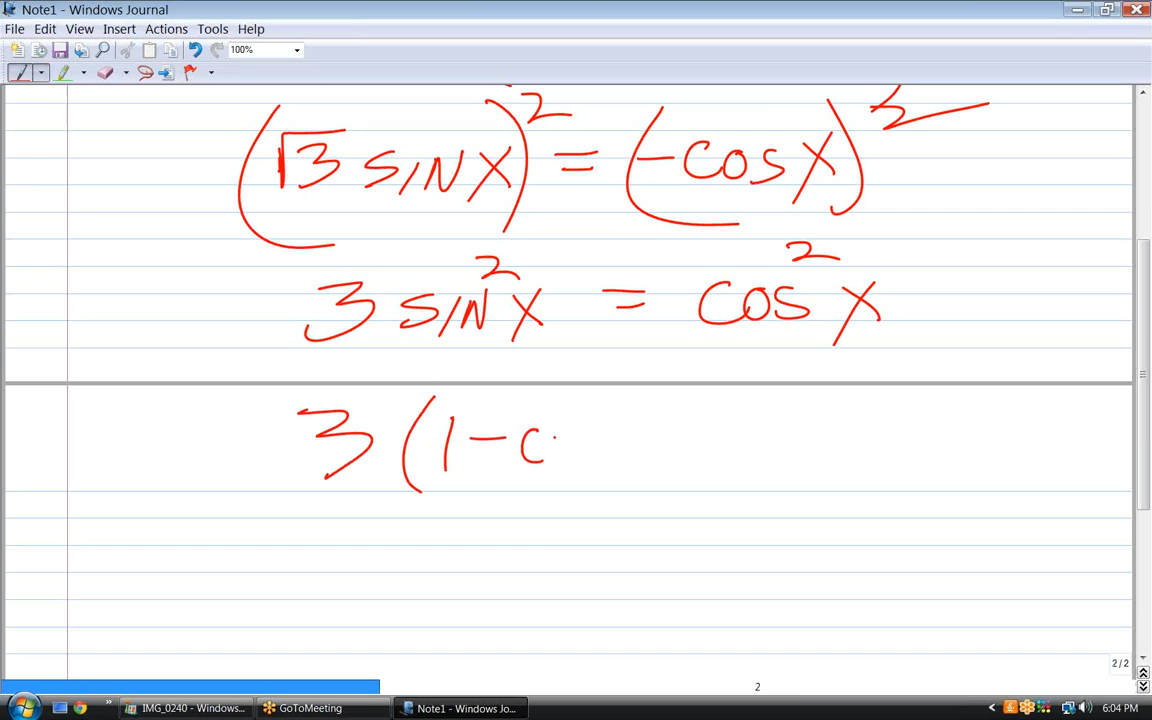 Note1 - Windows Journal
File Edit View Insert Actions Tools Help
100%
(√3 sin x)² = (-cos x)²
3 sin² x = cos² x
3 (1-c
2/2
2
IMG_0240 - Windows... GoToMeeting Note1 - Windows Jo... 6:04 PM